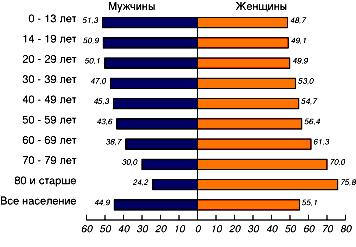 Мужчины Женщины
0 - 13 лет 51,3 48,7
14 - 19 лет 50,9 49,1
20 - 29 лет 50,1 49,9
30 - 39 лет 47,0 53,0
40 - 49 лет 45,3 54,7
50 - 59 лет 43,6 56,4
60 - 69 лет 38,7 61,3
70 - 79 лет 30,0 70,0
80 и старше 24,2 75,8
Все население 44,9 55,1
60 50 40 30 20 10 0 10 20 30 40 50 60 70 80